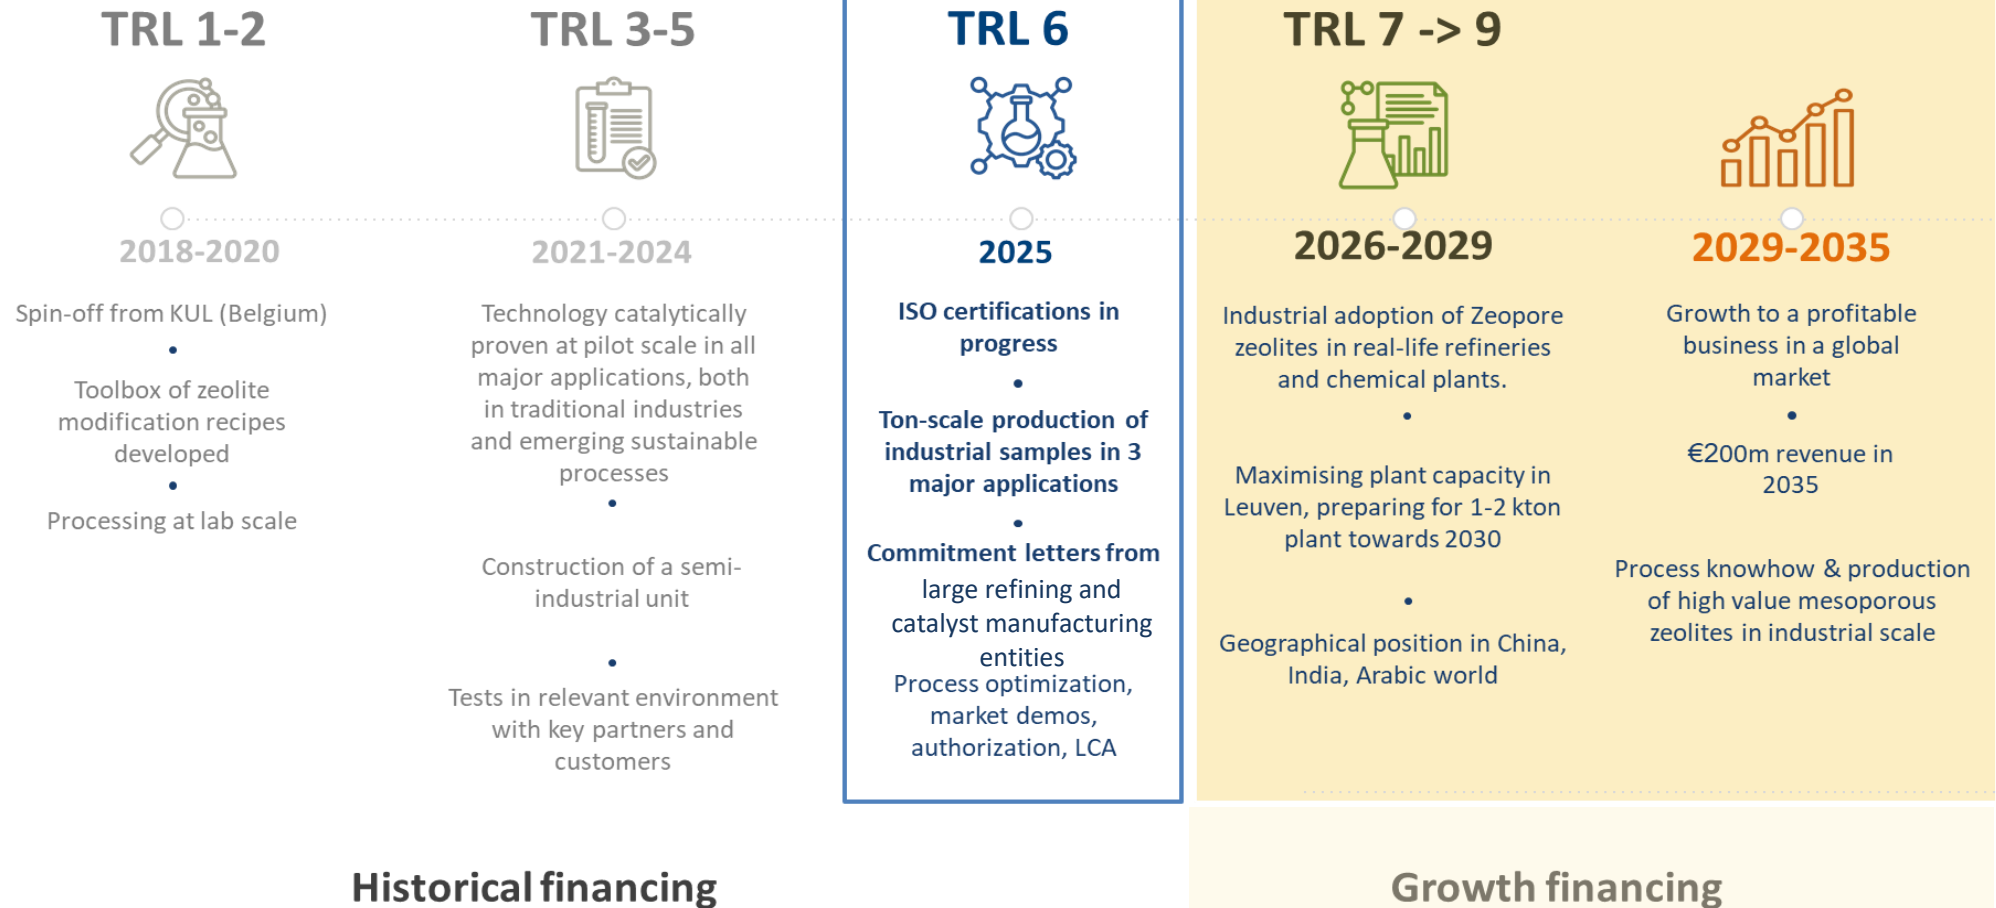 TRL 1-2
2018-2020
Spin-off from KUL (Belgium)
•
Toolbox of zeolite
modification recipes
developed
•
Processing at lab scale
TRL 3-5
2021-2024
Technology catalytically
proven at pilot scale in all
major applications, both
in traditional industries
and emerging sustainable
processes
•
Construction of a semi-
industrial unit
•
Tests in relevant environment
with key partners and
customers
TRL 6
2025
ISO certifications in
progress
•
Ton-scale production of
industrial samples in 3
major applications
•
Commitment letters from
large refining and
catalyst manufacturing
entities
Process optimization,
market demos,
authorization, LCA
TRL 7 -> 9
2026-2029
Industrial adoption of Zeopore
zeolites in real-life refineries
and chemical plants.
•
Maximising plant capacity in
Leuven, preparing for 1-2 kton
plant towards 2030
•
Geographical position in China,
India, Arabic world
2029-2035
Growth to a profitable
business in a global
market
•
€200m revenue in
2035
Process knowhow & production
of high value mesoporous
zeolites in industrial scale
Historical financing
Growth financing